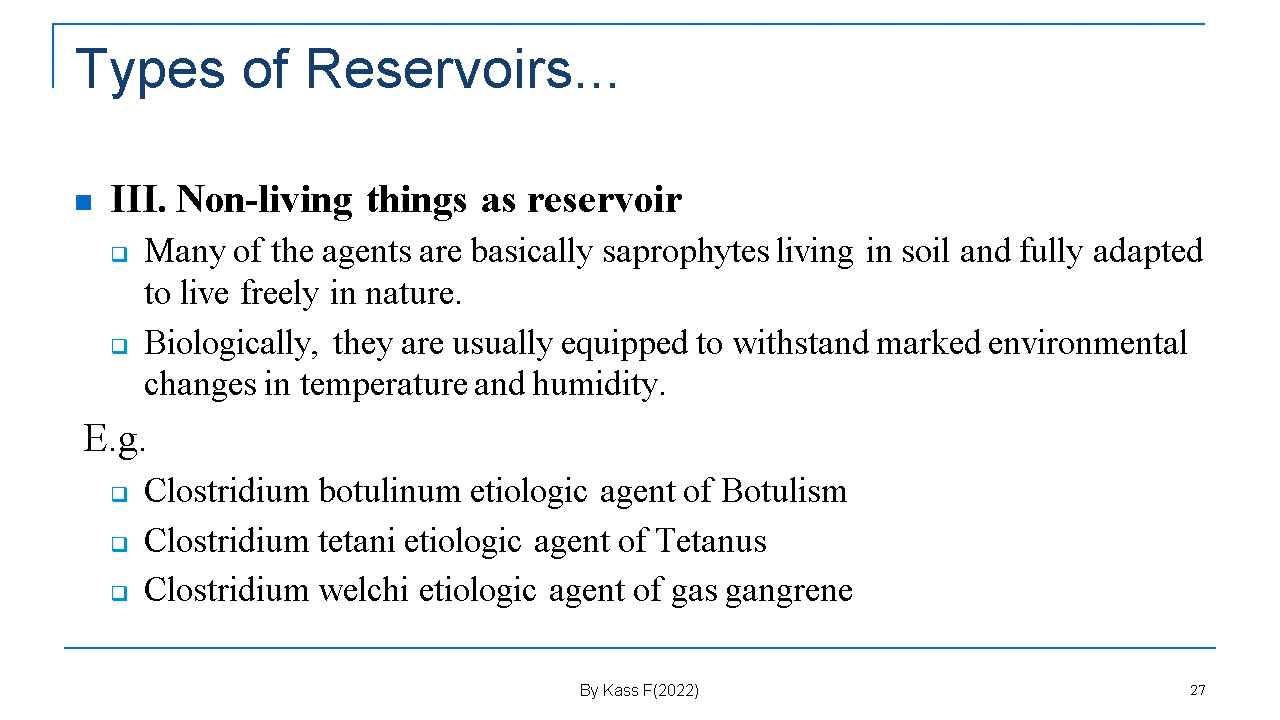 Types of Reservoirs...
III. Non-living things as reservoir
Many of the agents are basically saprophytes living in soil and fully adapted
to live freely in nature.
Biologically, they are usually equipped to withstand marked environmental
changes in temperature and humidity.
E.g.
Clostridium botulinum etiologic agent of Botulism
Clostridium tetani etiologic agent of Tetanus
Clostridium welchi etiologic agent of gas gangrene
By Kass F(2022)
27